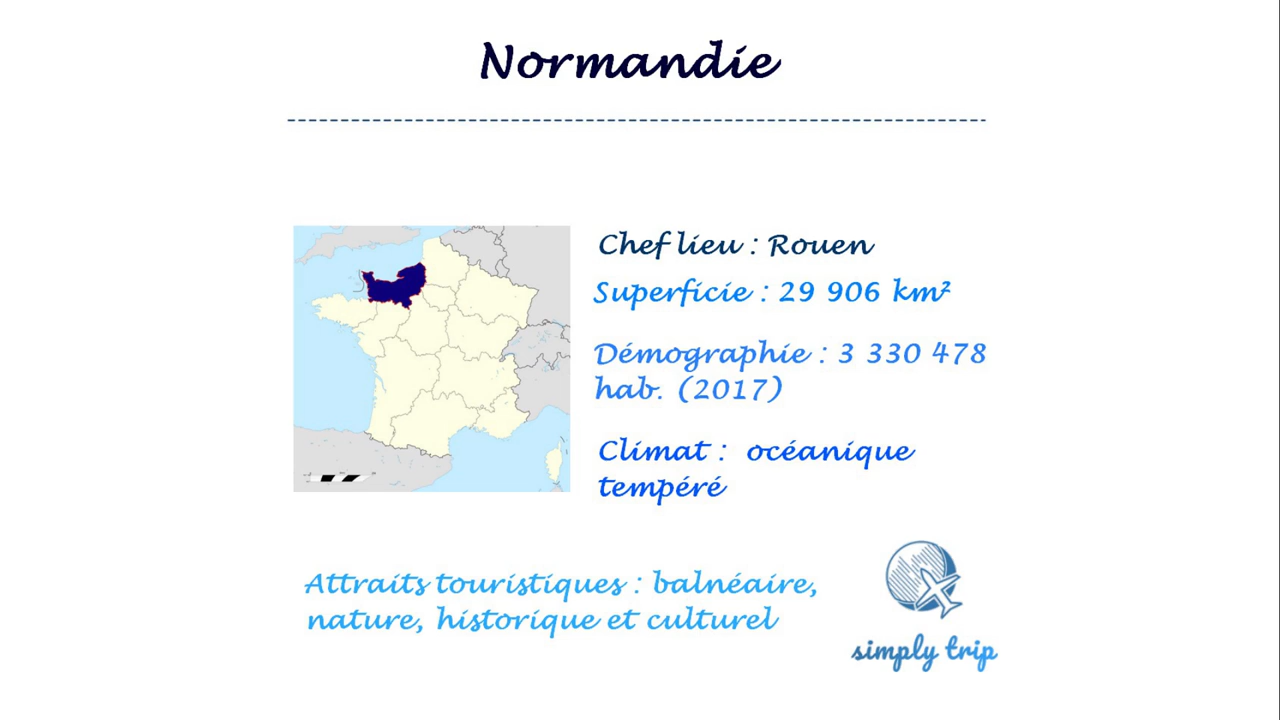 Normandie
Chef lieu : Rouen
Superficie : 29 906 km²
Démographie : 3 330 478
hab. (2017)
Climat : océanique
tempéré
Attraits touristiques : balnéaire,
nature, historique et culturel
simply trip